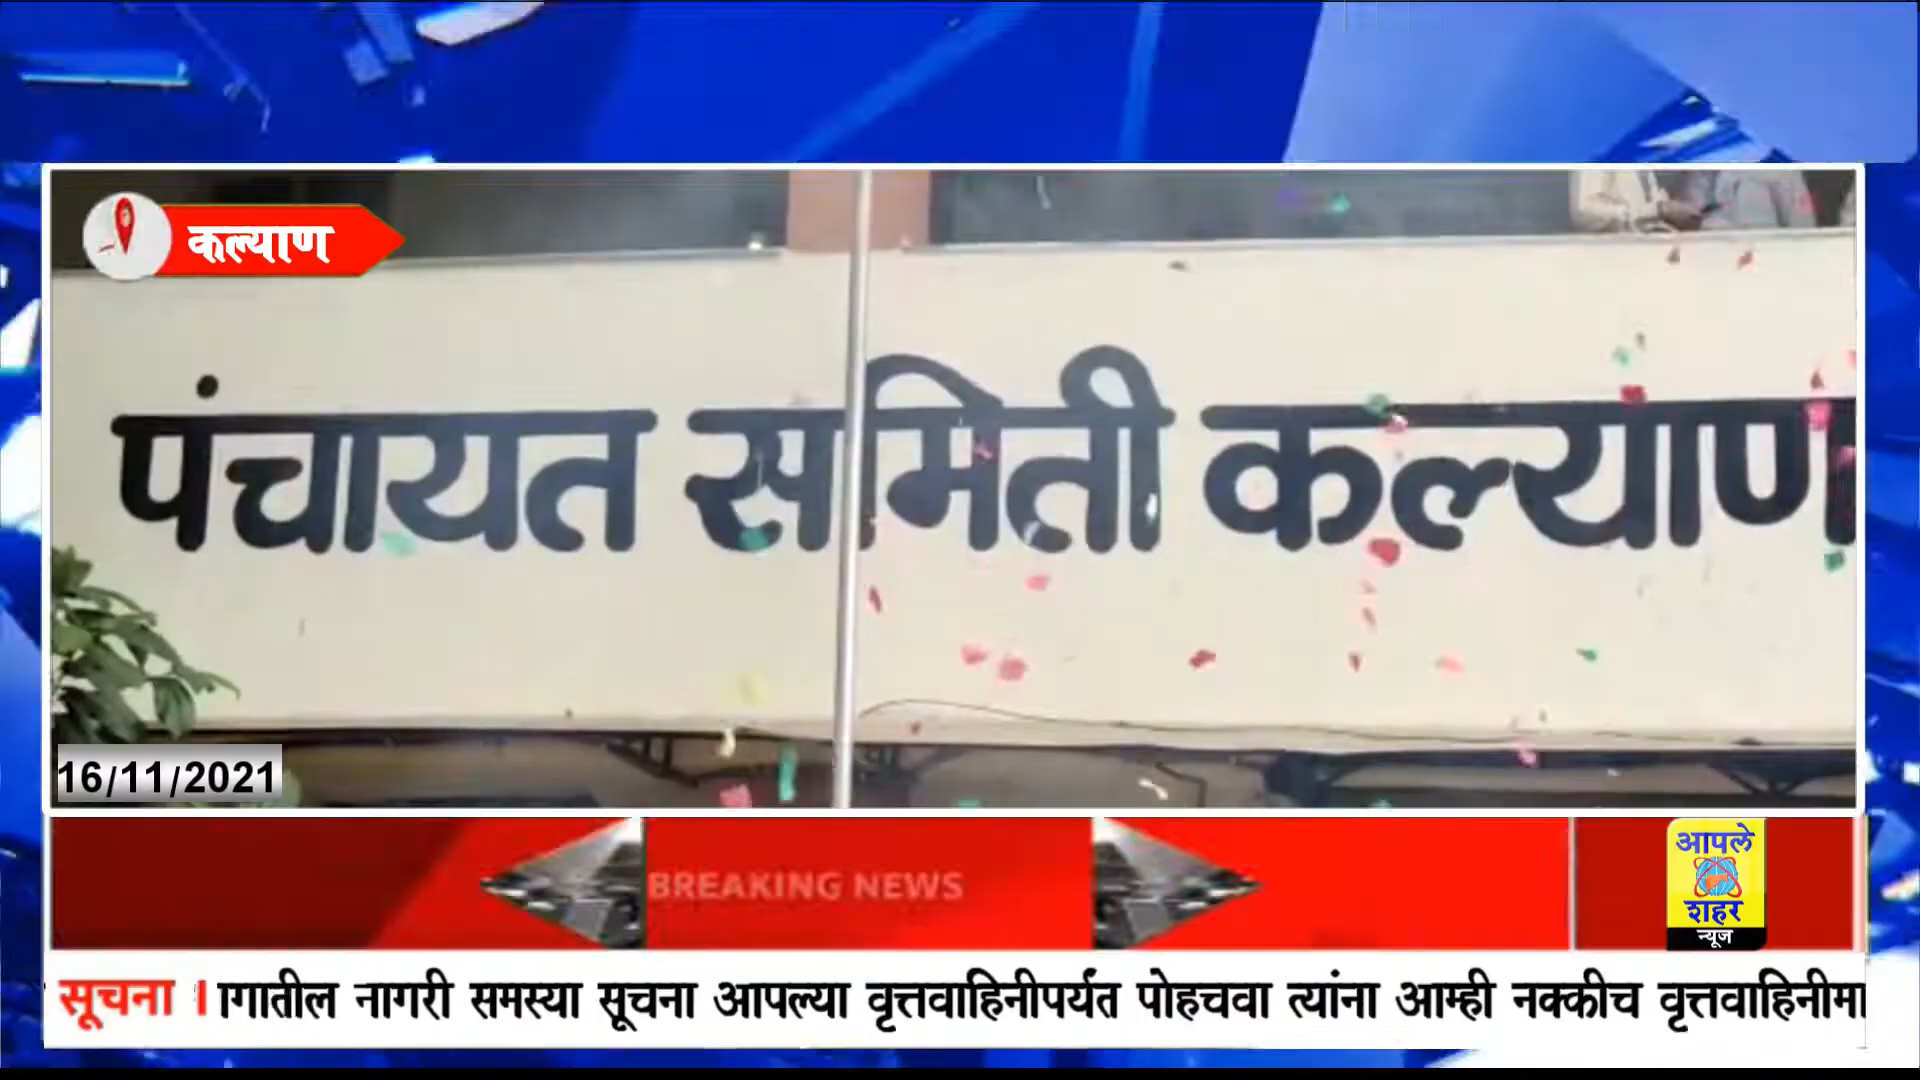 कल्याण
पंचायत समिती कल्याण
16/11/2021
BREAKING NEWS
आपले
शहर
न्यूज
सूचना । गातील नागरी समस्या सूचना आपल्या वृत्तवाहिनीपर्यंत पोहचवा त्यांना आम्ही नक्कीच वृत्तवाहिनीमा